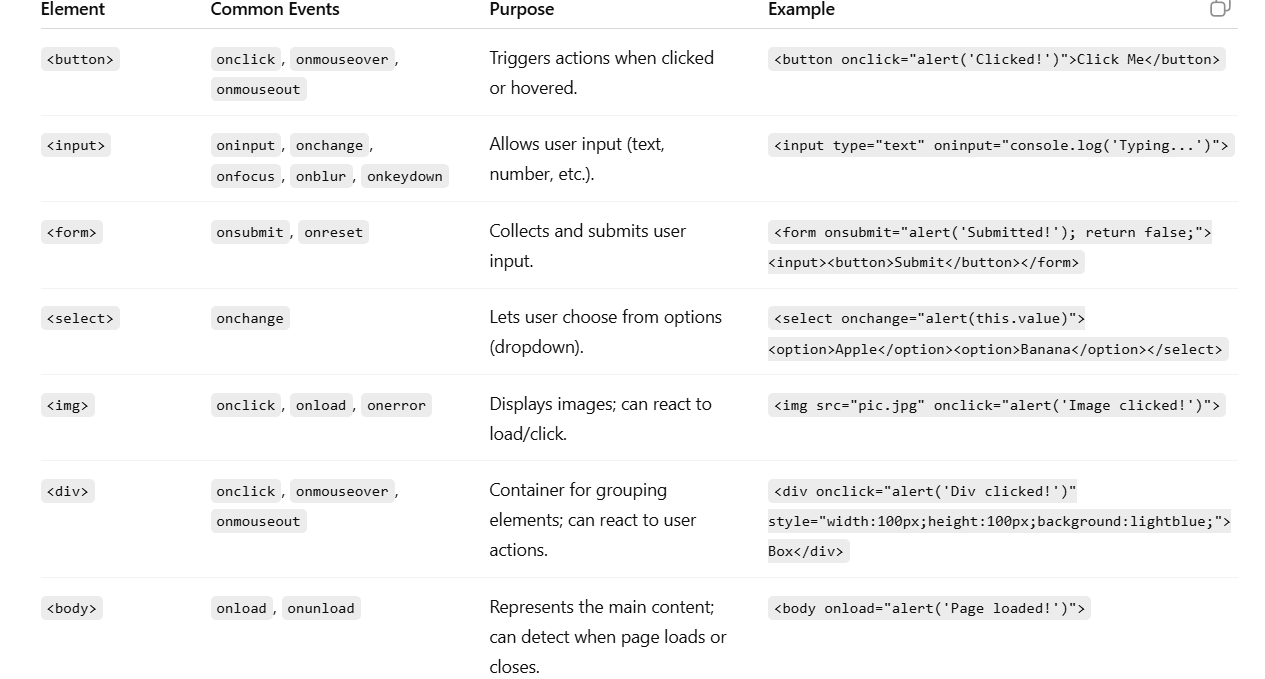 Element Common Events Purpose Example
<button> onclick, onmouseover, Triggers actions when clicked <button onclick="alert('Clicked!')">Click Me</button>
onmouseout or hovered.
<input> oninput, onchange, Allows user input (text, <input type="text" oninput="console.log('Typing...')">
onfocus, onblur, onkeydown number, etc.).
<form> onsubmit, onreset Collects and submits user <form onsubmit="alert('Submitted!'); return false;">
input. <input><button>Submit</button></form>
<select> onchange Lets user choose from options <select onchange="alert(this.value)">
(dropdown). <option>Apple</option><option>Banana</option></select>
<img> onclick, onload, onerror Displays images; can react to <img src="pic.jpg" onclick="alert('Image clicked!')">
load/click.
<div> onclick, onmouseover, Container for grouping <div onclick="alert('Div clicked!')"
onmouseout elements; can react to user style="width:100px;height:100px;background:lightblue;">
actions. Box</div>
<body> onload, onunload Represents the main content; <body onload="alert('Page loaded!')">
can detect when page loads or
closes.